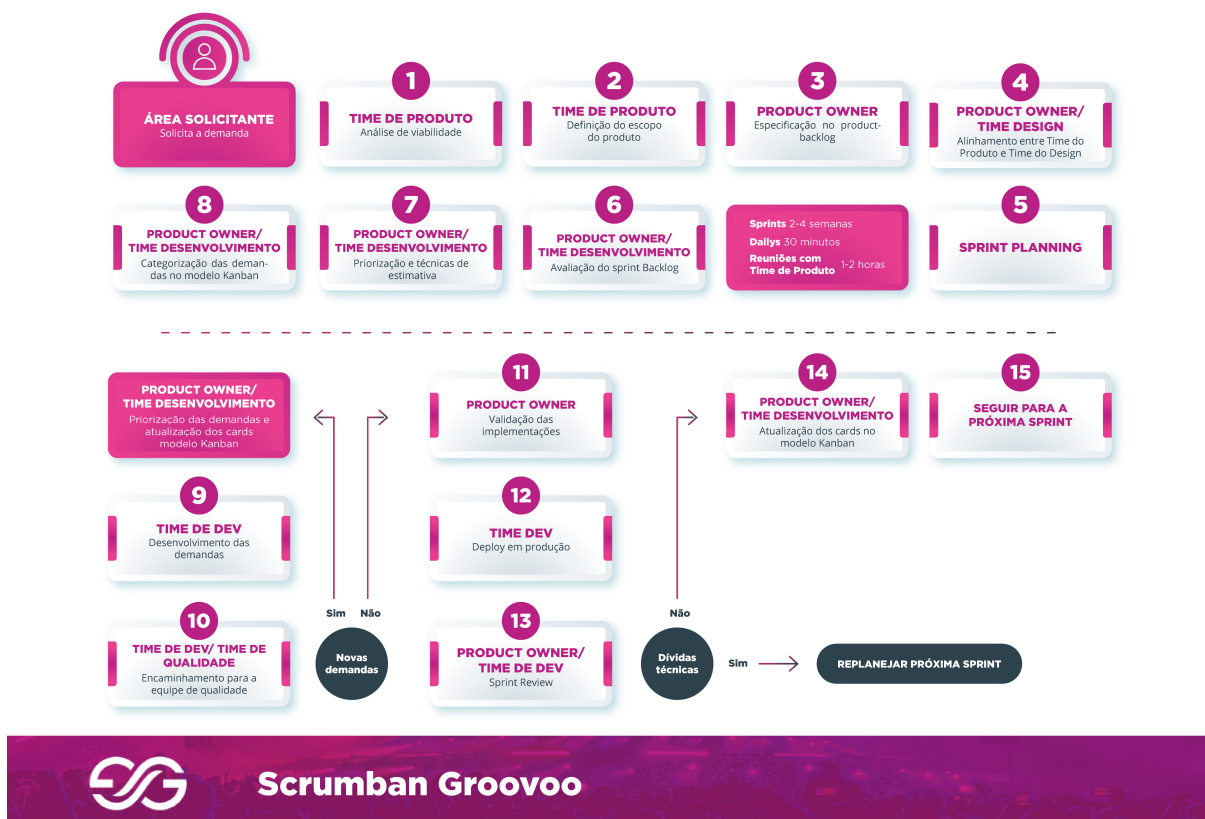 ÁREA SOLICITANTE
Solicita a demanda
1
TIME DE PRODUTO
Análise de viabilidade
2
TIME DE PRODUTO
Definição do escopo
do produto
3
PRODUCT OWNER
Especificação no product-
backlog
4
PRODUCT OWNER/
TIME DESIGN
Alinhamento entre Time do
Produto e Time do Design
8
PRODUCT OWNER/
TIME DESENVOLVIMENTO
Categorização das deman-
das no modelo Kanban
7
PRODUCT OWNER/
TIME DESENVOLVIMENTO
Priorização e técnicas de
estimativa
6
PRODUCT OWNER/
TIME DESENVOLVIMENTO
Avaliação do sprint Backlog
Sprints 2-4 semanas
Dailys 30 minutos
Reuniões com
Time de Produto 1-2 horas
5
SPRINT PLANNING
PRODUCT OWNER/
TIME DESENVOLVIMENTO
Priorização das demandas e
atualização dos cards
modelo Kanban
9
TIME DE DEV
Desenvolvimento das
demandas
10
TIME DE DEV/ TIME DE
QUALIDADE
Encaminhamento para a
equipe de qualidade
Sim Não
Novas
demandas
11
PRODUCT OWNER
Validação das
implementações
12
TIME DEV
Deploy em produção
13
PRODUCT OWNER/
TIME DE DEV
Sprint Review
Não
Dívidas
técnicas
Sim
REPLANEJAR PRÓXIMA SPRINT
14
PRODUCT OWNER/
TIME DESENVOLVIMENTO
Atualização dos cards no
modelo Kanban
15
SEGUIR PARA A
PRÓXIMA SPRINT
Scrumban Groovoo